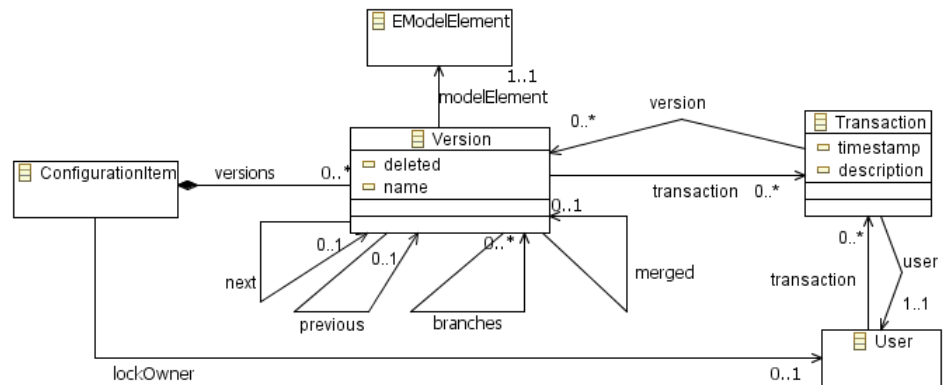 EModelElement
1..1
modelElement
version
0..*
Transaction
timestamp
description
Version
deleted
name
ConfigurationItem
versions
0..*
transaction
0..*
0..1
0..1
0..1
0..*
next
previous
branches
merged
0..*
transaction
user
1..1
User
lockOwner
0..1